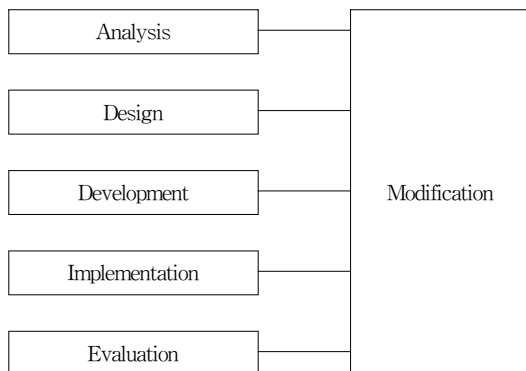 Analysis
Design
Development
Modification
Implementation
Evaluation